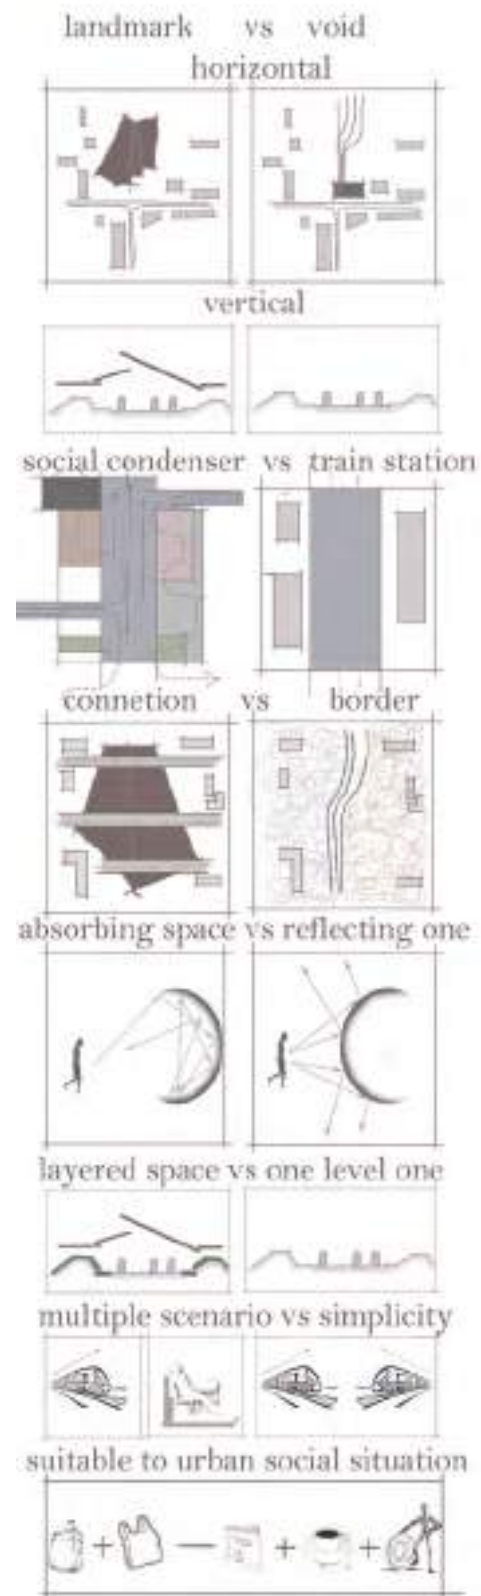 landmark vs void
horizontal
vertical
social condenser vs train station
connetion vs border
absorbing space vs reflecting one
layered space vs one level one
multiple scenario vs simplicity
suitable to urban social situation